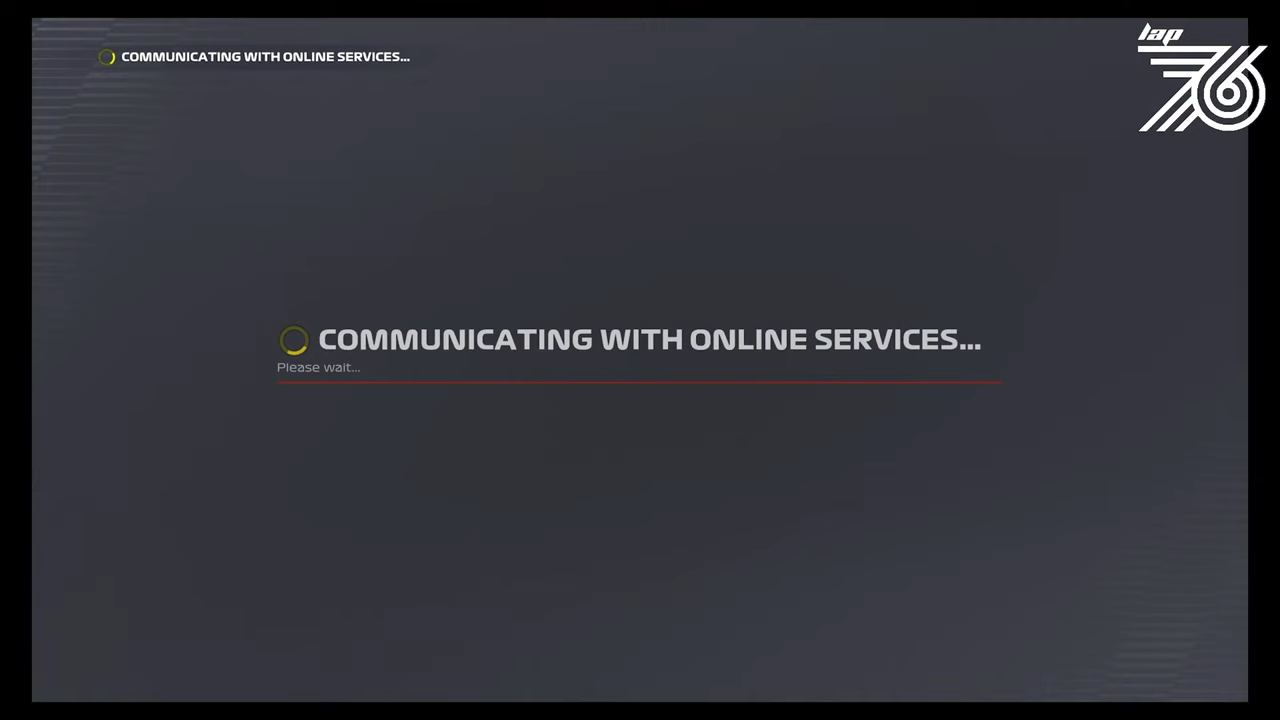 COMMUNICATING WITH ONLINE SERVICES...
lap
76
COMMUNICATING WITH ONLINE SERVICES...
Please wait...